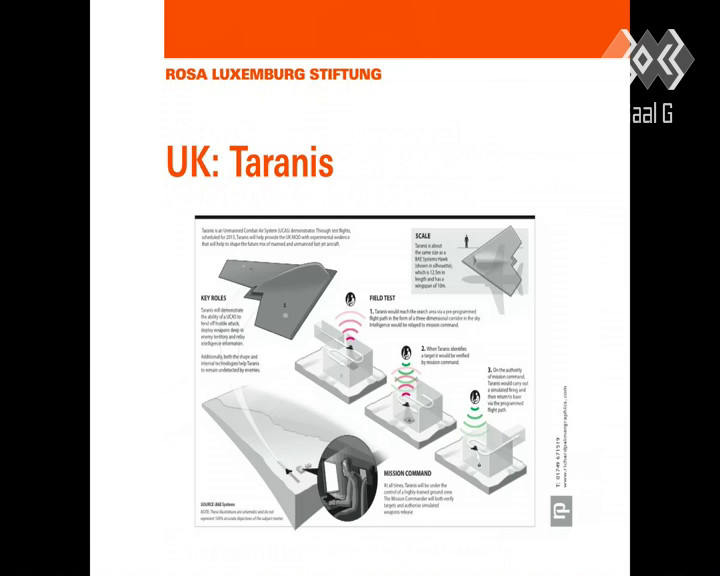 ROSA LUXEMBURG STIFTUNG
aal G
UK: Taranis
Taranis is an Unmanned Combat Air System (UCAS) demonstrator. Through test flights,
scheduled for 2013, Taranis will help provide the UK MOD with experimental evidence
that will help to shape the future mix of manned and unmanned fast jet aircraft.
SCALE
Taranis is about
the same size as a
BAE Systems Hawk
(shown in silhouette),
which is 12.5m in
length and has a
wingspan of 10m.
KEY ROLES
Taranis will demonstrate
the ability of a UCAS to
fend off hostile attack,
deploy weapons deep in
enemy territory and relay
intelligence information.
Additionally, both the shape and
internal technologies help Taranis
to remain undetected by enemies.
FIELD TEST
1. Taranis would reach the search area via a pre-programmed
flight path in the form of a three-dimensional corridor in the sky
Intelligence would be relayed to mission command.
2. When Taranis identifies
a target it would be verified
by mission command.
3. On the authority
of mission command,
Taranis would carry out
a simulated firing and
then return to base
via the programmed
flight path.
MISSION COMMAND
At all times, Taranis will be under the
control of a highly-trained ground crew.
The Mission Commander will both verify
targets and authorise simulated
weapons release.
SOURCE: BAE Systems
NOTE: These illustrations are schematic and do not
represent 100% accurate depictions of the subject matter.
T: 01749 671519
www.richardpalmergraphics.com
rp